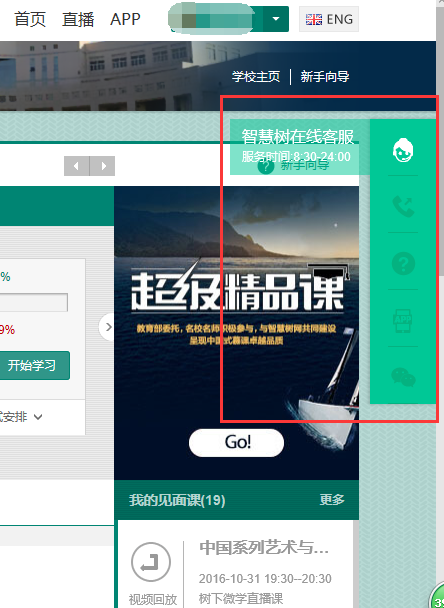 首页 直播 APP ENG
学校主页 新手向导
智慧树在线客服
服务时间:8:30-24:00
? 新手向导
%
9%
开始学习
安排
超级精品课
教育部委托,名校名师积极参与,与智慧树网共同建设
呈现中国式慕课卓越品质
Go!
我的见面课(19) 更多
中国系列艺术与...
2016-10-31 19:30--20:30
视频回放 树下微学直播课